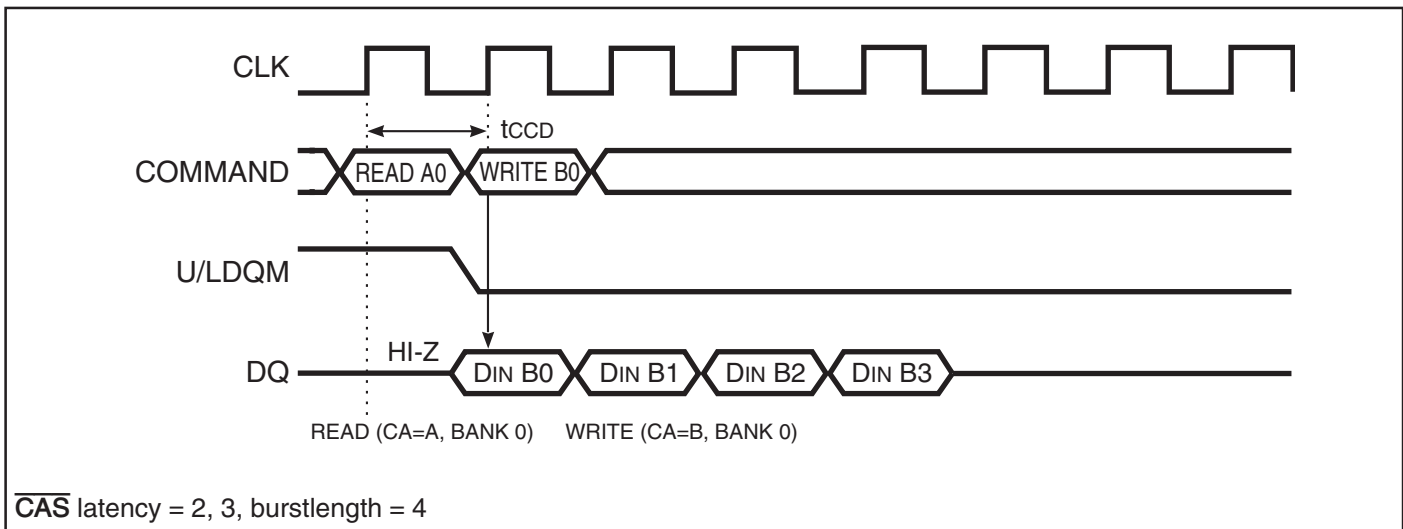 CLK
tCCD
COMMAND READ A0 WRITE B0
U/LDQM
HI-Z
DQ DIN B0 DIN B1 DIN B2 DIN B3
READ (CA=A, BANK 0) WRITE (CA=B, BANK 0)
CAS latency = 2, 3, burstlength = 4